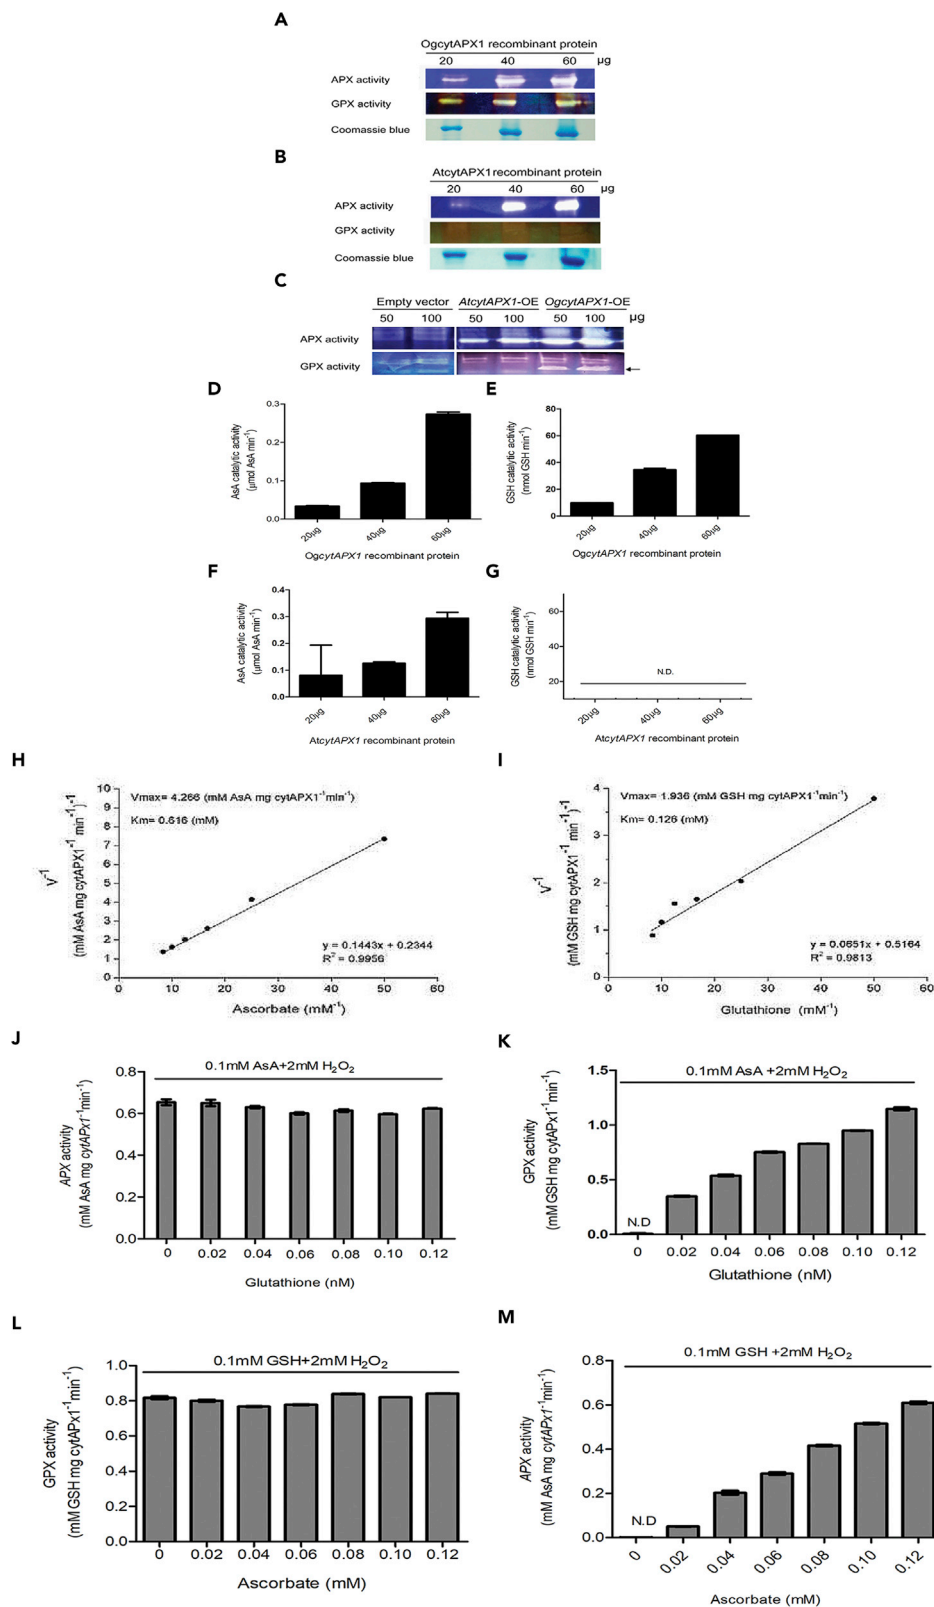 A
OgcytAPX1 recombinant protein
20 40 60 µg
APX activity
GPX activity
Coomassie blue
B
AtcytAPX1 recombinant protein
20 40 60 µg
APX activity
GPX activity
Coomassie blue
C
Empty vector AtcytAPX1-OE OgcytAPX1-OE
50 100 50 100 50 100 µg
APX activity
GPX activity
D
AsA catalytic activity
(µmol AsA min⁻¹)
0.3
0.2
0.1
0.0
20µg 40µg 60µg
OgcytAPX1 recombinant protein
E
GSH catalytic activity
(nmol GSH min⁻¹)
80
60
40
20
0
20µg 40µg 60µg
OgcytAPX1 recombinant protein
F
AsA catalytic activity
(µmol AsA min⁻¹)
0.4
0.3
0.2
0.1
0.0
20µg 40µg 60µg
AtcytAPX1 recombinant protein
G
GSH catalytic activity
(nmol GSH min⁻¹)
60
40
20
N.D.
20µg 40µg 60µg
AtcytAPX1 recombinant protein
H
V⁻¹
(mM AsA mg cytAPX1⁻¹ min⁻¹)⁻¹
10
9
8
7
6
5
4
3
2
1
0
Vmax= 4.266 (mM AsA mg cytAPX1⁻¹min⁻¹)
Km= 0.616 (mM)
y = 0.1443x + 0.2344
R² = 0.9956
0 10 20 30 40 50 60
Ascorbate (mM⁻¹)
I
V⁻¹
(mM GSH mg cytAPX1⁻¹ min⁻¹)⁻¹
4
3
2
1
0
Vmax= 1.936 (mM GSH mg cytAPX1⁻¹min⁻¹)
Km= 0.126 (mM)
y = 0.0651x + 0.5164
R² = 0.9813
0 10 20 30 40 50 60
Glutathione (mM⁻¹)
J
0.1mM AsA+2mM H₂O₂
APX activity
(mM AsA mg cytAPx1⁻¹min⁻¹)
0.8
0.6
0.4
0.2
0.0
0 0.02 0.04 0.06 0.08 0.10 0.12
Glutathione (nM)
K
0.1mM AsA +2mM H₂O₂
GPX activity
(mM GSH mg cytAPX1⁻¹min⁻¹)
1.5
1.0
0.5
0.0
N.D
0 0.02 0.04 0.06 0.08 0.10 0.12
Glutathione (nM)
L
0.1mM GSH+2mM H₂O₂
GPX activity
(mM GSH mg cytAPx1⁻¹min⁻¹)
1.0
0.8
0.6
0.4
0.2
0.0
0 0.02 0.04 0.06 0.08 0.10 0.12
Ascorbate (mM)
M
0.1mM GSH +2mM H₂O₂
APX activity
(mM AsA mg cytAPx1⁻¹min⁻¹)
0.8
0.6
0.4
0.2
0.0
N.D
0 0.02 0.04 0.06 0.08 0.10 0.12
Ascorbate (mM)